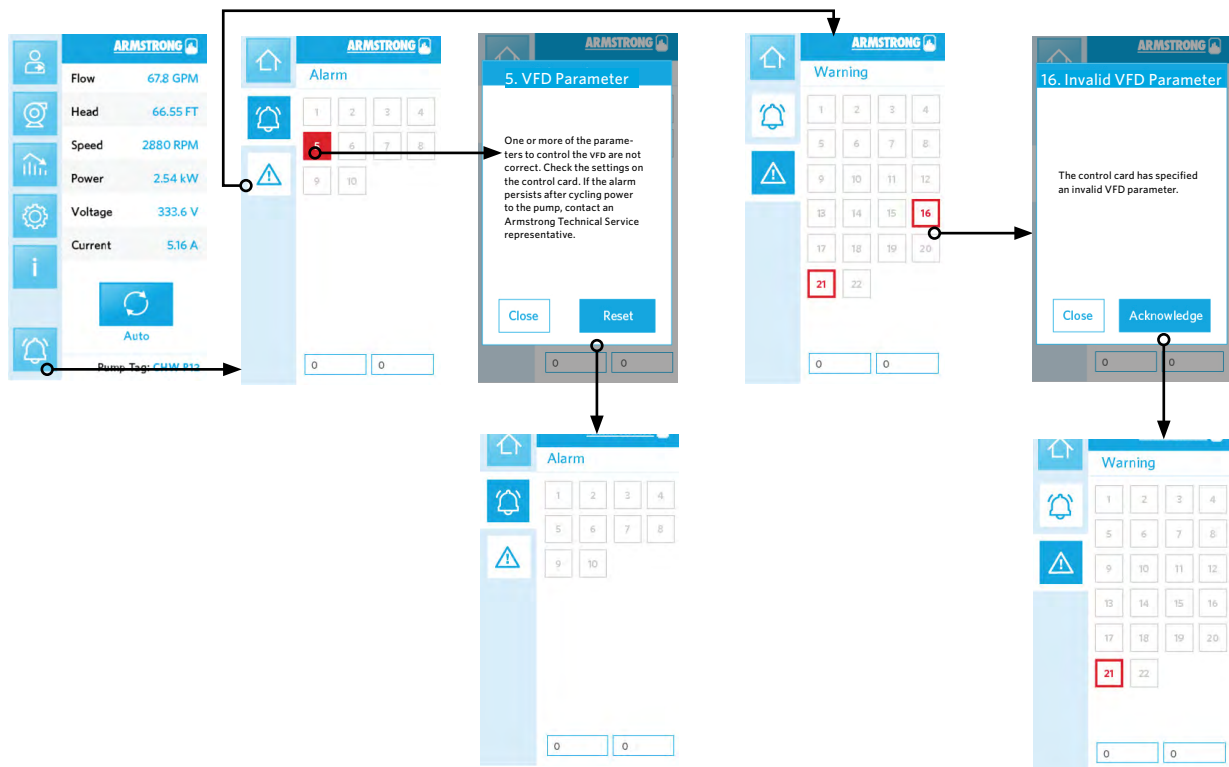 ARMSTRONG
Flow 67.8 GPM
Head 66.55 FT
Speed 2880 RPM
Power 2.54 kW
Voltage 333.6 V
Current 5.16 A
i
Auto
Pump Tag: CHW P12
ARMSTRONG
Alarm
1 2 3 4
5 6 7 8
9 10
0 0
ARMSTRONG
5. VFD Parameter
One or more of the parame-
ters to control the VFD are not
correct. Check the settings on
the control card. If the alarm
persists after cycling power
to the pump, contact an
Armstrong Technical Service
representative.
Close Reset
0 0
ARMSTRONG
Warning
1 2 3 4
5 6 7 8
9 10 11 12
13 14 15 16
17 18 19 20
21 22
0 0
ARMSTRONG
16. Invalid VFD Parameter
The control card has specified
an invalid VFD parameter.
Close Acknowledge
0 0
Alarm
1 2 3 4
5 6 7 8
9 10
0 0
Warning
1 2 3 4
5 6 7 8
9 10 11 12
13 14 15 16
17 18 19 20
21 22
0 0